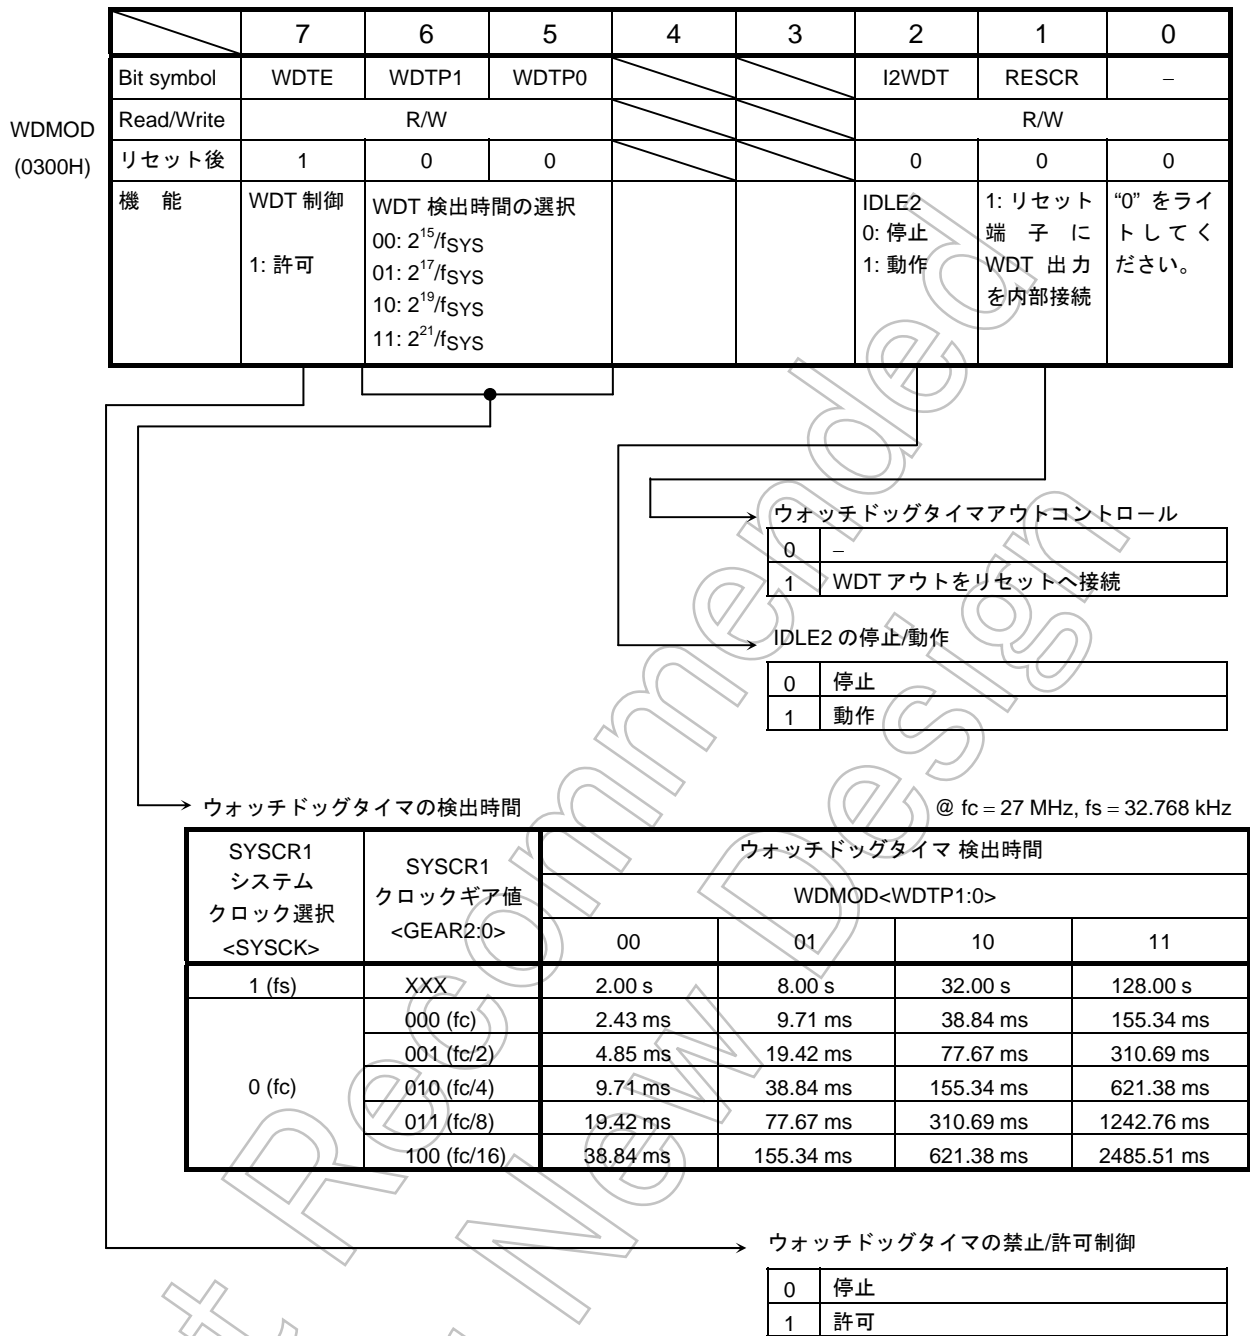 7 6 5 4 3 2 1 0
Bit symbol WDTE WDTP1 WDTP0 I2WDT RESCR −
WDMOD
(0300H)
Read/Write R/W R/W
リセット後 1 0 0 0 0 0
機 能
WDT 制御
1: 許可
WDT 検出時間の選択
00: 2^15/fSYS
01: 2^17/fSYS
10: 2^19/fSYS
11: 2^21/fSYS
IDLE2
0: 停止
1: 動作
1: リセット
端 子 に
WDT 出力
を内部接続
“0” をライ
トしてく
ださい。
ウォッチドッグタイマアウトコントロール
0 −
1 WDT アウトをリセットへ接続
IDLE2 の停止/動作
0 停止
1 動作
ウォッチドッグタイマの検出時間 @ fc = 27 MHz, fs = 32.768 kHz
SYSCR1
システム
クロック選択
<SYSCK>
SYSCR1
クロックギア値
<GEAR2:0>
ウォッチドッグタイマ 検出時間
WDMOD<WDTP1:0>
00 01 10 11
1 (fs) XXX 2.00 s 8.00 s 32.00 s 128.00 s
0 (fc)
000 (fc) 2.43 ms 9.71 ms 38.84 ms 155.34 ms
001 (fc/2) 4.85 ms 19.42 ms 77.67 ms 310.69 ms
010 (fc/4) 9.71 ms 38.84 ms 155.34 ms 621.38 ms
011 (fc/8) 19.42 ms 77.67 ms 310.69 ms 1242.76 ms
100 (fc/16) 38.84 ms 155.34 ms 621.38 ms 2485.51 ms
ウォッチドッグタイマの禁止/許可制御
0 停止
1 許可
t Recommended
New Design